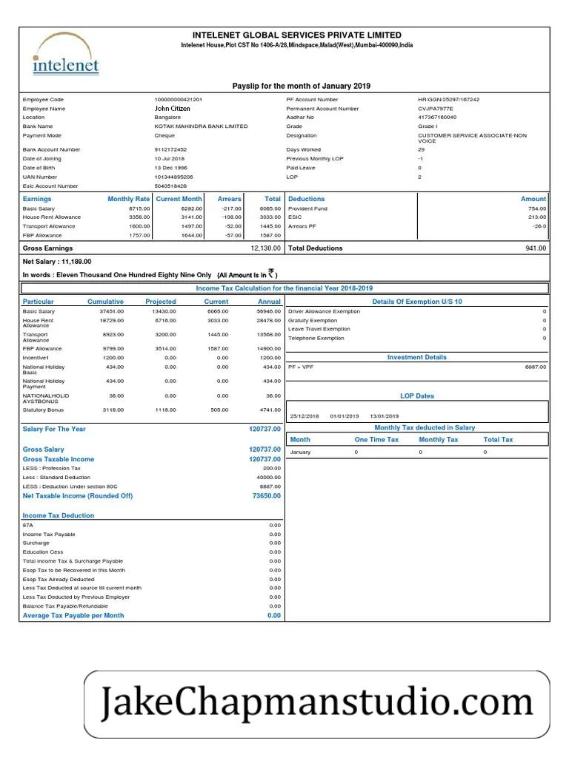 INTELENET GLOBAL SERVICES PRIVATE LIMITED
Intelenet House,Plot CST No 1406-A/28,Mindspace,Malad(West),Mumbai-400090,India
intelenet
Payslip for the month of January 2019
Employee Code 100000000421201 PF Account Number HR/GGN/25297/167242
Employee Name John Citizen Permanent Account Number CVJPA7977E
Location Bangalore Aadhar No 417367180040
Bank Name KOTAK MAHINDRA BANK LIMITED Grade Grade I
Payment Mode Cheque Designation CUSTOMER SERVICE ASSOCIATE-NON VOICE
Bank Account Number 9112172452 Days Worked 29
Date of Joining 10 Jul 2018 Previous Monthly LOP -1
Date of Birth 13 Dec 1996 Paid Leave 0
UAN Number 101344895206 LOP 2
Esic Account Number 5040518428
Earnings Monthly Rate Current Month Arrears Total Deductions Amount
Basic Salary 6715.00 6282.00 -217.00 6065.00 Provident Fund 754.00
House Rent Allowance 3358.00 3141.00 -108.00 3033.00 ESIC 213.00
Transport Allowance 1600.00 1497.00 -52.00 1445.00 Arrears PF -26.0
FBP Allowance 1757.00 1644.00 -57.00 1587.00
Gross Earnings 12,130.00 Total Deductions 941.00
Net Salary : 11,189.00
In words : Eleven Thousand One Hundred Eighty Nine Only (All Amount Is in ₹ )
Income Tax Calculation for the financial Year 2018-2019
Particular Cumulative Projected Current Annual Details Of Exemption U/S 10
Basic Salary 37451.00 13430.00 6065.00 56946.00 Driver Allowance Exemption 0
House Rent Allowance 18729.00 6716.00 3033.00 28478.00 Gratuity Exemption 0
Transport Allowance 8923.00 3200.00 1445.00 13568.00 Leave Travel Exemption 0
Telephone Exemption 0
FBP Allowance 9799.00 3514.00 1587.00 14900.00
Incentive1 1200.00 0.00 0.00 1200.00 Investment Details
National Holiday Basic 434.00 0.00 0.00 434.00 PF + VPF 6887.00
National Holiday Payment 434.00 0.00 0.00 434.00
NATIONALHOLIDAYSTBONUS 36.00 0.00 0.00 36.00 LOP Dates
Statutory Bonus 3118.00 1118.00 505.00 4741.00
25/12/2018 01/01/2019 13/01/2019
Salary For The Year 120737.00 Monthly Tax deducted in Salary
Month One Time Tax Monthly Tax Total Tax
January 0 0 0
Gross Salary 120737.00
Gross Taxable Income 120737.00
LESS : Profession Tax 200.00
Less : Standard Deduction 40000.00
LESS : Deduction Under section 80C 6887.00
Net Taxable Income (Rounded Off) 73650.00
Income Tax Deduction
87A 0.00
Income Tax Payable 0.00
Surcharge 0.00
Education Cess 0.00
Total Income Tax & Surcharge Payable 0.00
Esop Tax to be Recovered in this Month 0.00
Esop Tax Already Deducted 0.00
Less Tax Deducted at source till current month 0.00
Less Tax Deducted by Previous Employer 0.00
Balance Tax Payable/Refundable 0.00
Average Tax Payable per Month 0.00
JakeChapmanstudio.com